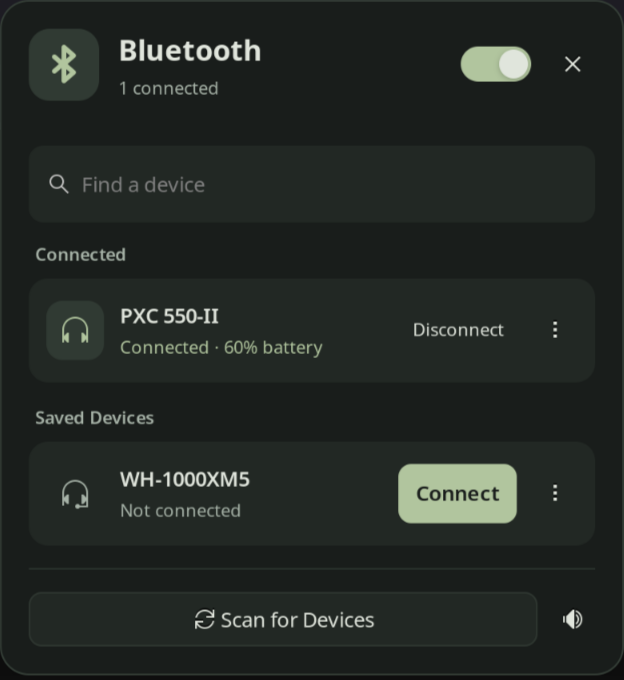 Bluetooth
1 connected
Find a device
Connected
PXC 550-II
Connected · 60% battery
Disconnect
Saved Devices
WH-1000XM5
Not connected
Connect
Scan for Devices